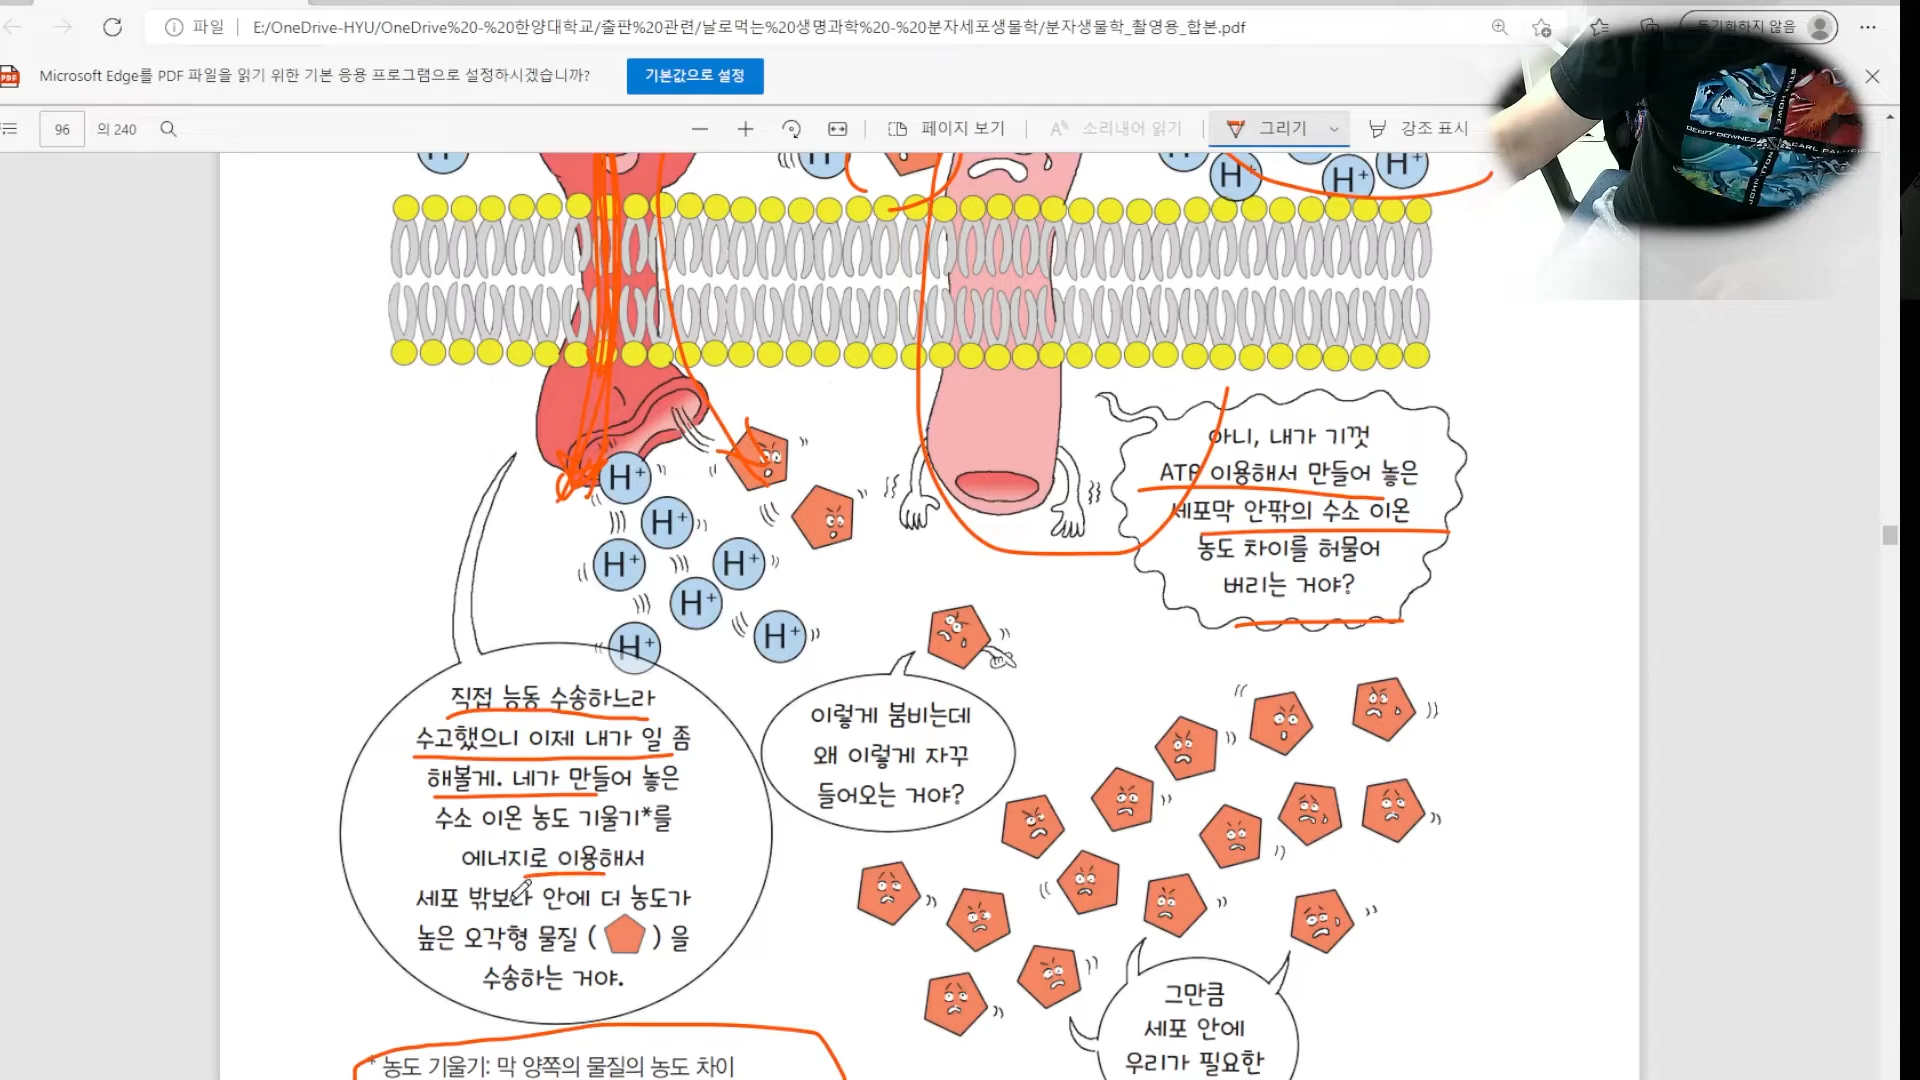 파일 E:/OneDrive-HYU/OneDrive%20-%20한양대학교/출판%20관련/날로먹는%20생명과학%20-%20분자세포생물학/분자생물학_촬영용_합본.pdf 동기화하지 않음
Microsoft Edge를 PDF 파일을 읽기 위한 기본 응용 프로그램으로 설정하시겠습니까? 기본값으로 설정
96 의 240 페이지 보기 소리내어 읽기 그리기 강조 표시
H⁺ H⁺ H⁺ H⁺
아니, 내가 기껏
ATP 이용해서 만들어 놓은
세포막 안팎의 수소 이온
농도 차이를 허물어
버리는 거야?
H⁺
H⁺
H⁺ H⁺
H⁺
H⁺ H⁺
직접 능동 수송하느라
수고했으니 이제 내가 일 좀
해볼게. 네가 만들어 놓은
수소 이온 농도 기울기*를
에너지로 이용해서
세포 밖보다 안에 더 농도가
높은 오각형 물질 ( ) 을
수송하는 거야.
이렇게 붐비는데
왜 이렇게 자꾸
들어오는 거야?
그만큼
세포 안에
우리가 필요한
* 농도 기울기: 막 양쪽의 물질의 농도 차이